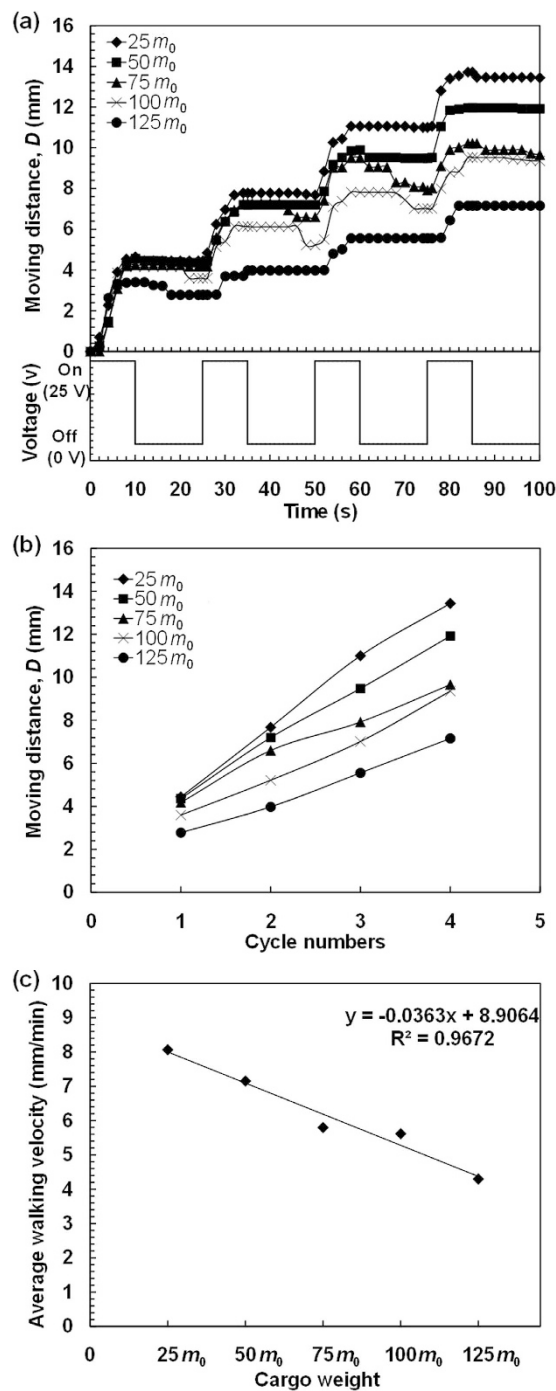 (a)
16
14
12
10
8
6
4
2
0
Moving distance, D (mm)
25 m₀
50 m₀
75 m₀
100 m₀
125 m₀
Voltage (v)
On
(25 V)
Off
(0 V)
0 10 20 30 40 50 60 70 80 90 100
Time (s)
(b)
16
14
12
10
8
6
4
2
0
Moving distance, D (mm)
25 m₀
50 m₀
75 m₀
100 m₀
125 m₀
0 1 2 3 4 5
Cycle numbers
(c)
10
9
8
7
6
5
4
3
2
1
0
Average walking velocity (mm/min)
y = -0.0363x + 8.9064
R² = 0.9672
0 25 m₀ 50 m₀ 75 m₀ 100 m₀ 125 m₀
Cargo weight